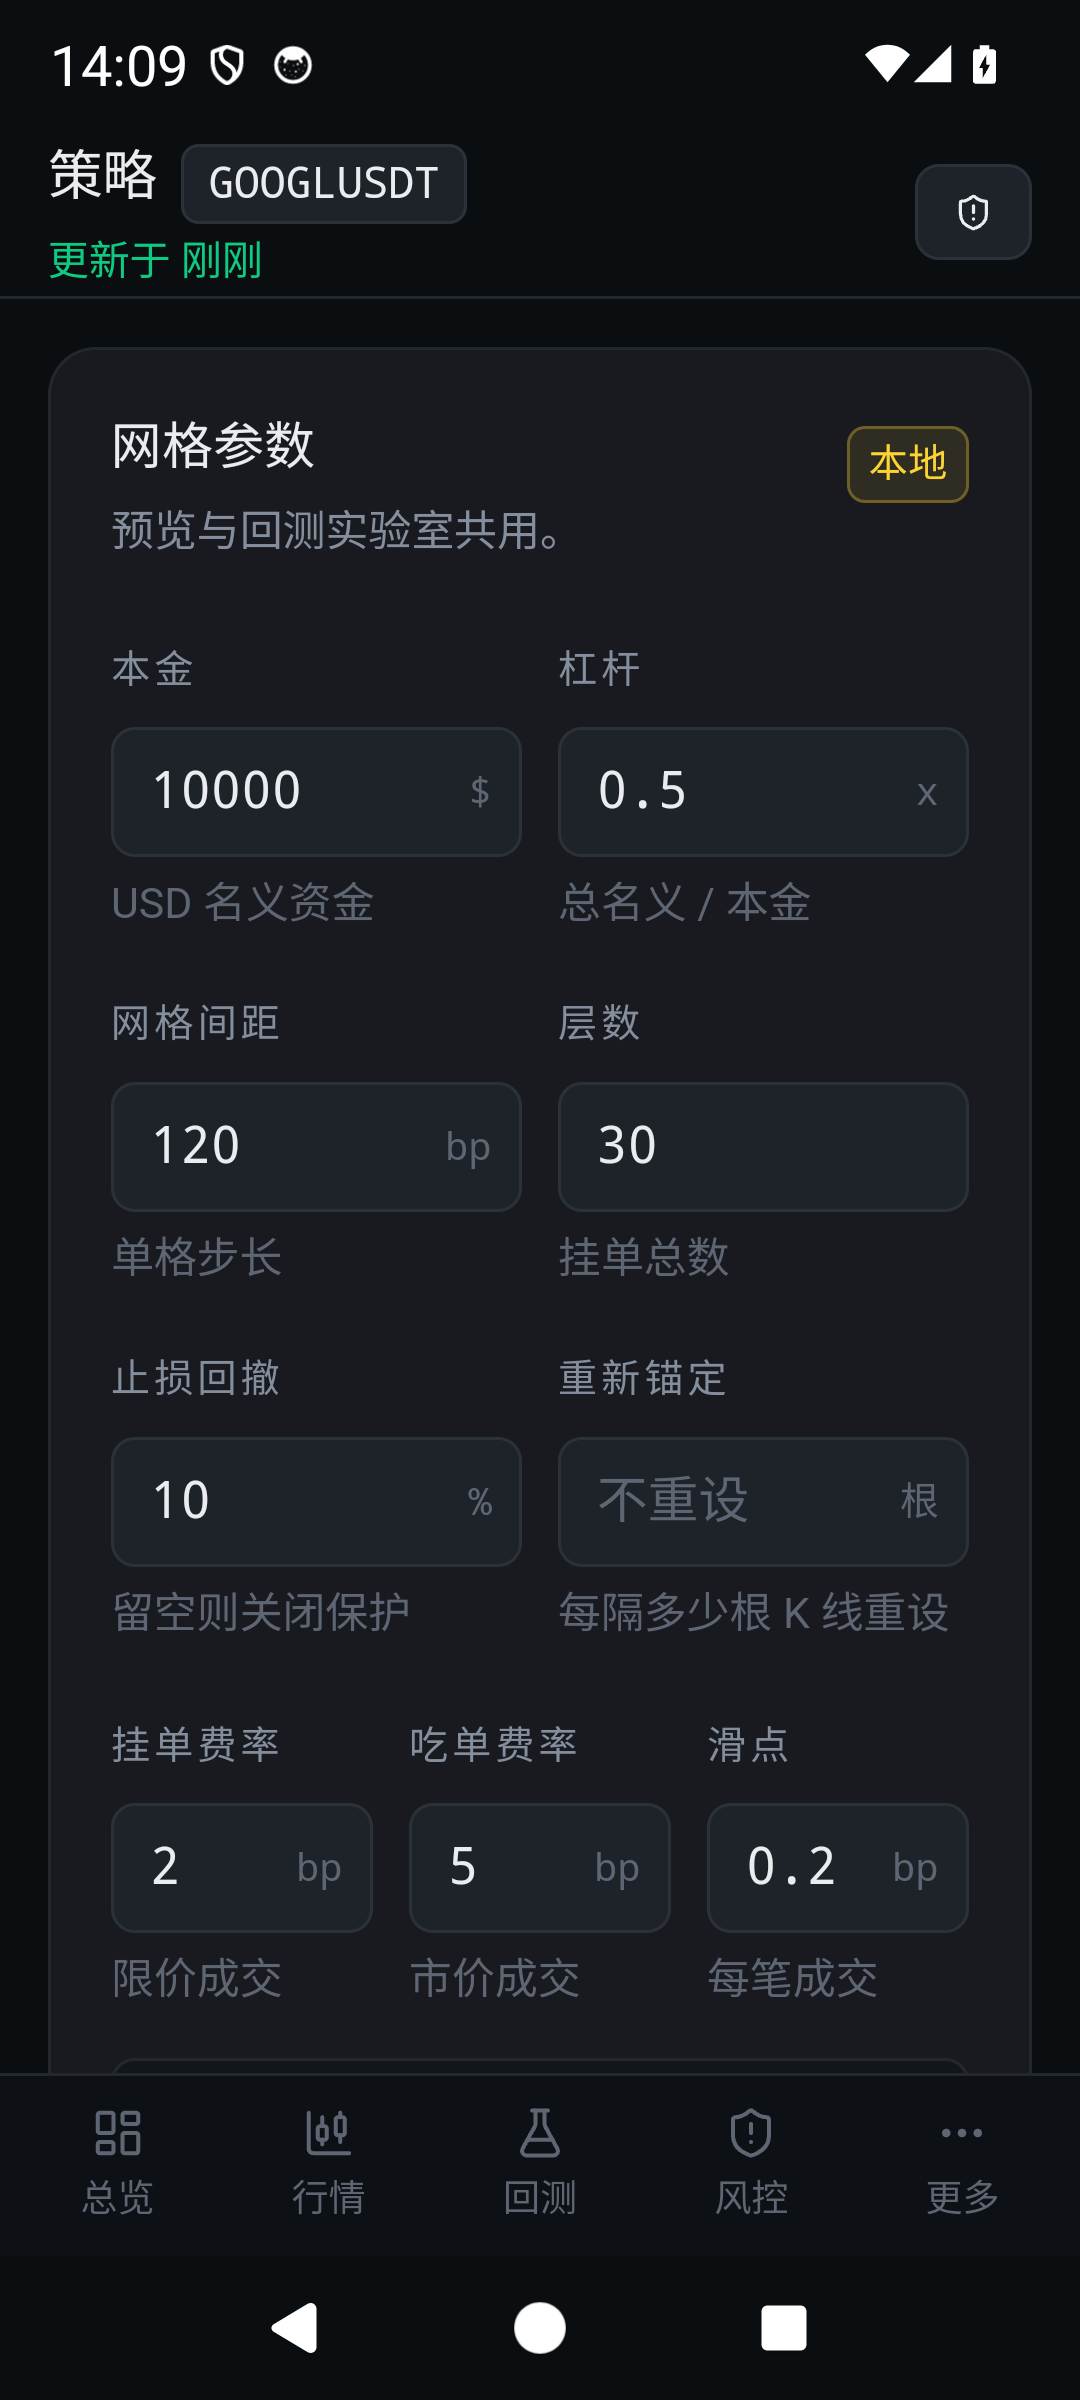 14:09
策略 GOOGLUSDT
更新于 刚刚
网格参数
本地
预览与回测实验室共用。
本金 杠杆
10000 $ 0.5 x
USD 名义资金 总名义 / 本金
网格间距 层数
120 bp 30
单格步长 挂单总数
止损回撤 重新锚定
10 % 不重设 根
留空则关闭保护 每隔多少根 K 线重设
挂单费率 吃单费率 滑点
2 bp 5 bp 0.2 bp
限价成交 市价成交 每笔成交
总览 行情 回测 风控 更多